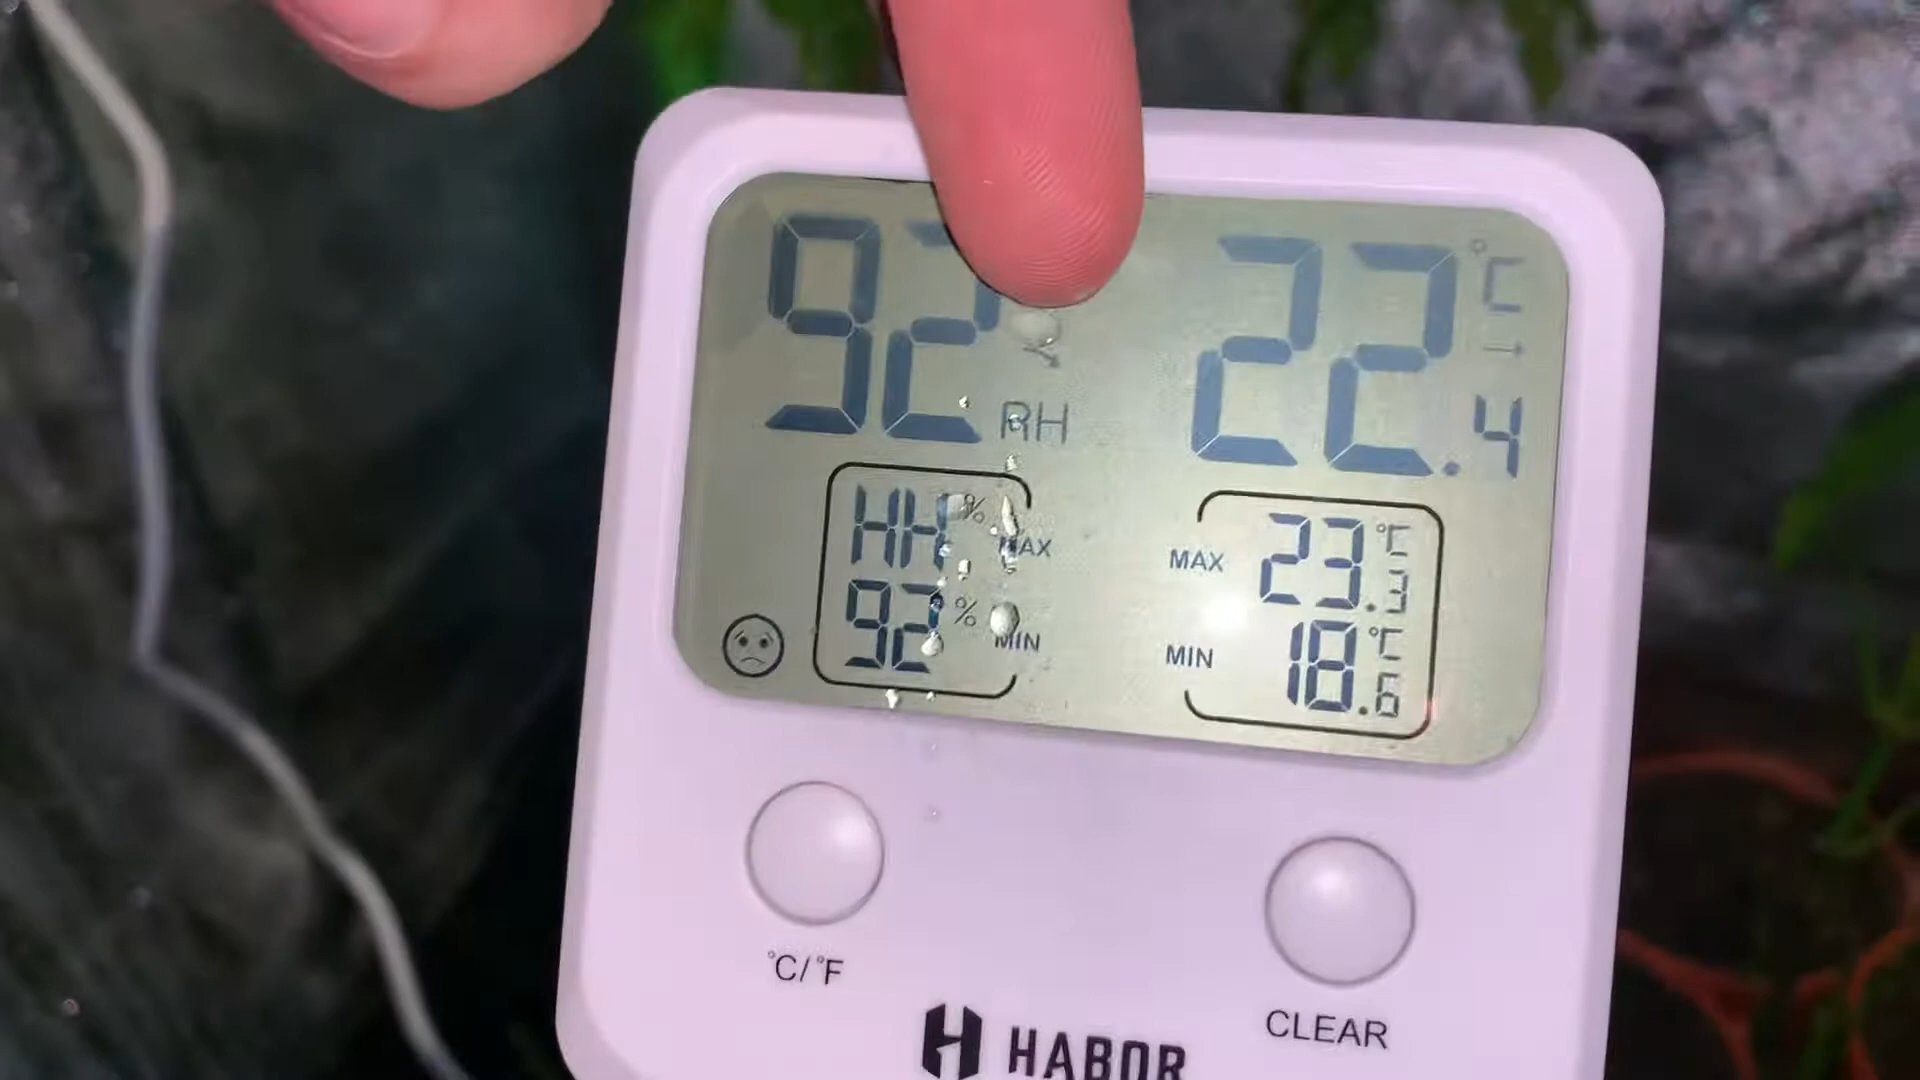 92 RH 22.4 °C
HH % MAX
92 % MIN
MAX 23.3 °C
MIN 18.6 °C
°C/°F
CLEAR
HABOR